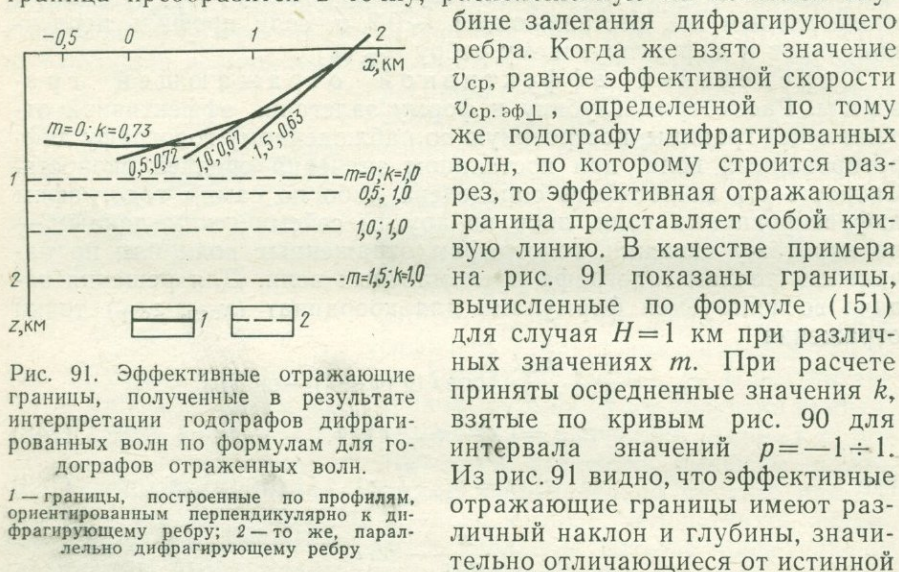 -0,5 0 1 2
x, км
m=0; k=0,73
0,5; 0,72
1,0; 0,67
1,5; 0,63
1
m=0; k=1,0
0,5; 1,0
1,0; 1,0
2
m=1,5; k=1,0
z, км
1 2
Рис. 91. Эффективные отражающие
границы, полученные в результате
интерпретации годографов дифраги-
рованных волн по формулам для го-
дографов отраженных волн.
1 — границы, построенные по профилям,
ориентированным перпендикулярно к ди-
фрагирующему ребру; 2 — то же, парал-
лельно дифрагирующему ребру
бине залегания дифрагирующего
ребра. Когда же взято значение
vср, равное эффективной скорости
vср. эф⊥, определенной по тому
же годографу дифрагированных
волн, по которому строится раз-
рез, то эффективная отражающая
граница представляет собой кри-
вую линию. В качестве примера
на рис. 91 показаны границы,
вычисленные по формуле (151)
для случая H=1 км при различ-
ных значениях m. При расчете
приняты осредненные значения k,
взятые по кривым рис. 90 для
интервала значений p=—1÷1.
Из рис. 91 видно, что эффективные
отражающие границы имеют раз-
личный наклон и глубины, значи-
тельно отличающиеся от истинной